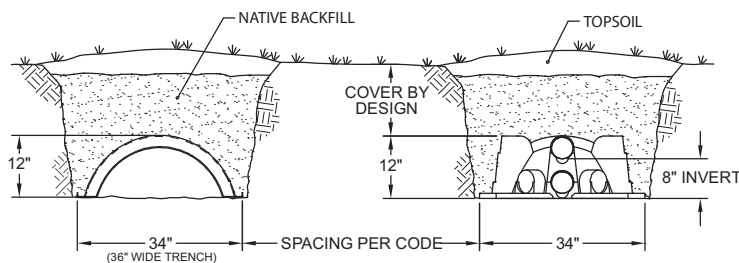 NATIVE BACKFILL
TOPSOIL
COVER BY
DESIGN
12"
12"
8" INVERT
34"
(36" WIDE TRENCH)
SPACING PER CODE
34"